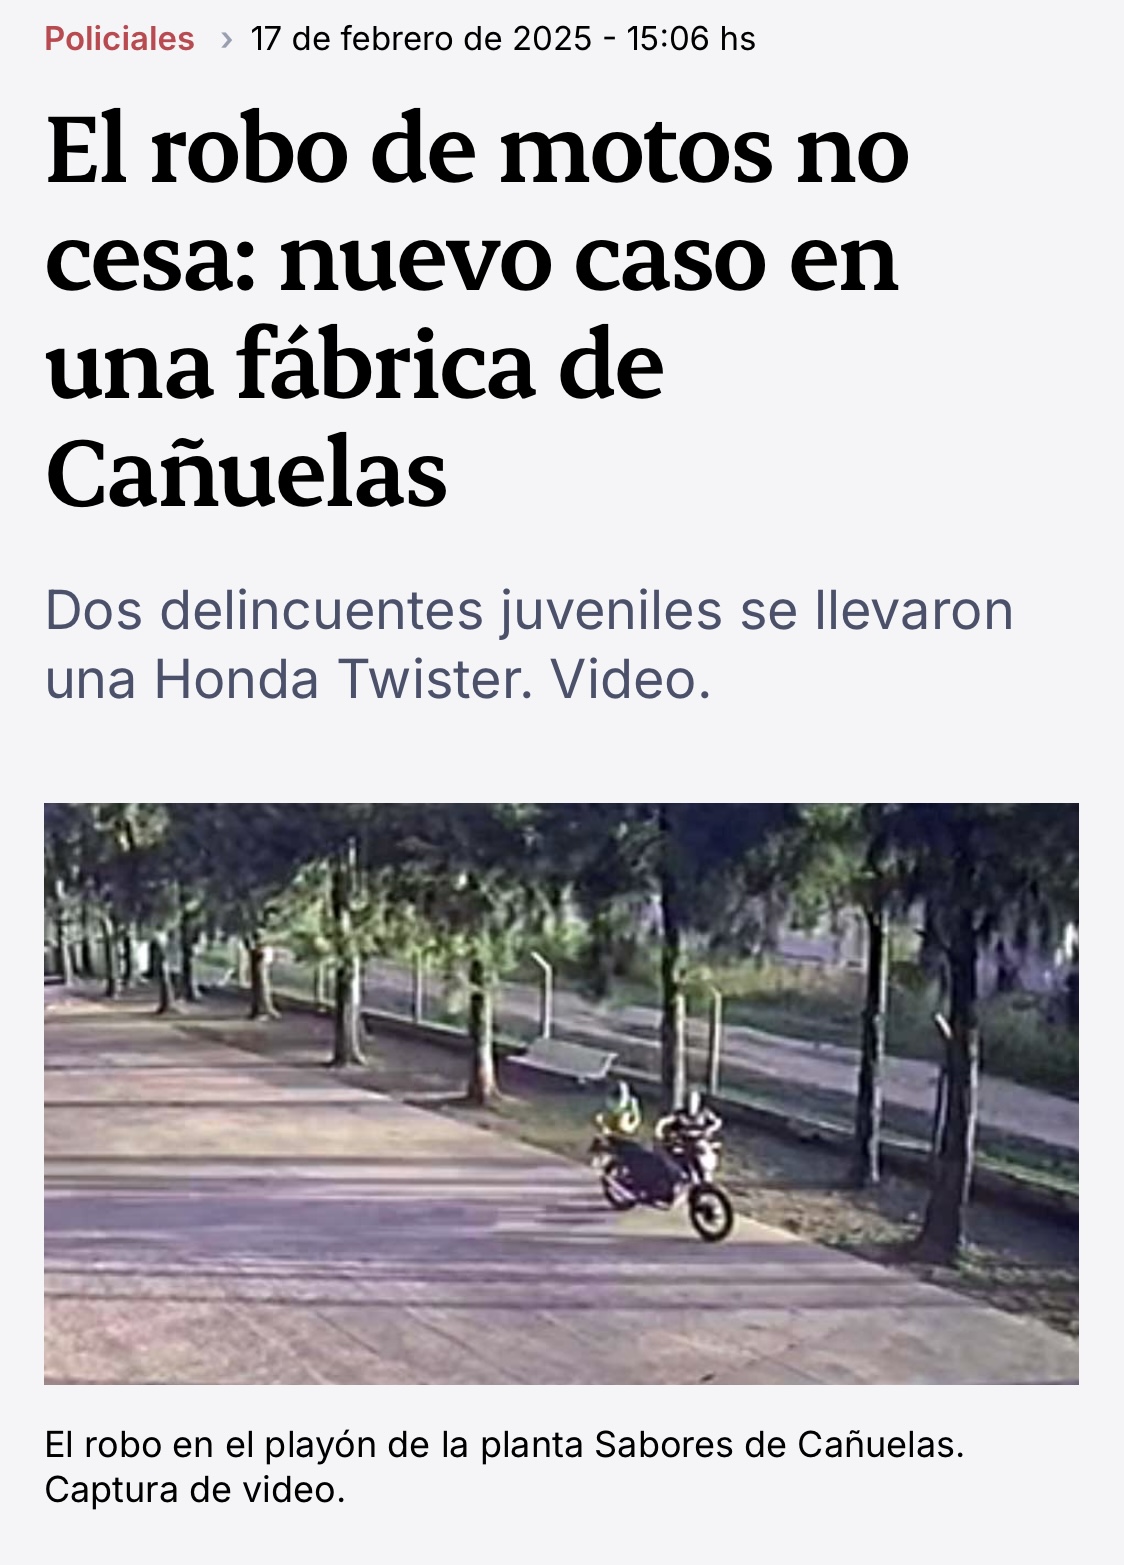 Policiales › 17 de febrero de 2025 - 15:06 hs
El robo de motos no
cesa: nuevo caso en
una fábrica de
Cañuelas
Dos delincuentes juveniles se llevaron
una Honda Twister. Video.
El robo en el playón de la planta Sabores de Cañuelas.
Captura de video.